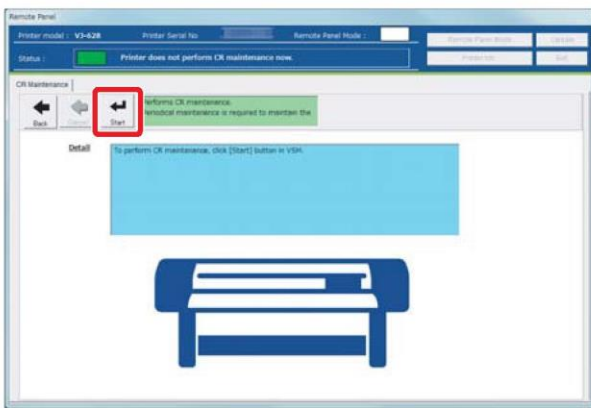 Remote Panel
Printer model : VJ-628 Printer Serial No Remote Panel Mode :
Remote Panel Mode Update
Status : Printer does not perform CR maintenance now.
Printer list Exit
CR Maintenance
Performs CR maintenance.
Periodical maintenance is required to maintain the
Back Cancel Start
Detail To perform CR maintenance, click [Start] button in VSM.